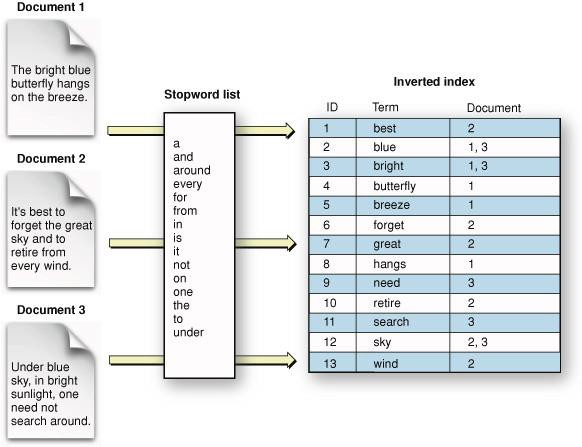 Document 1
The bright blue
butterfly hangs
on the breeze.
Document 2
It's best to
forget the great
sky and to
retire from
every wind.
Document 3
Under blue
sky, in bright
sunlight, one
need not
search around.
Stopword list
a
and
around
every
for
from
in
is
it
not
on
one
the
to
under
Inverted index
ID Term Document
1 best 2
2 blue 1, 3
3 bright 1, 3
4 butterfly 1
5 breeze 1
6 forget 2
7 great 2
8 hangs 1
9 need 3
10 retire 2
11 search 3
12 sky 2, 3
13 wind 2